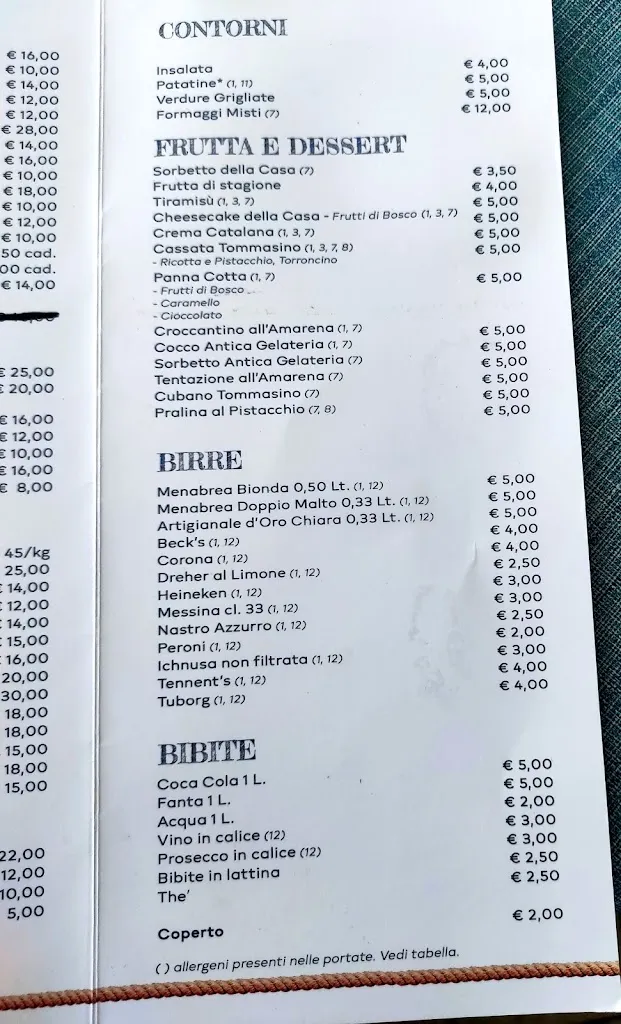 € 16,00
€ 10,00
€ 14,00
€ 12,00
€ 12,00
€ 28,00
€ 14,00
€ 16,00
€ 10,00
€ 18,00
€ 10,00
€ 12,00
€ 10,00
50 cad.
00 cad.
€ 14,00
€ 25,00
€ 20,00
€ 16,00
€ 12,00
€ 10,00
€ 16,00
€ 8,00
45/kg
25,00
€ 14,00
€ 12,00
€ 14,00
€ 15,00
€ 16,00
20,00
30,00
18,00
18,00
15,00
18,00
15,00
22,00
12,00
10,00
5,00
CONTORNI
Insalata € 4,00
Patatine* (1, 11) € 5,00
Verdure Grigliate € 5,00
Formaggi Misti (7) € 12,00
FRUTTA E DESSERT
Sorbetto della Casa (7) € 3,50
Frutta di stagione € 4,00
Tiramisù (1, 3, 7) € 5,00
Cheesecake della Casa - Frutti di Bosco (1, 3, 7) € 5,00
Crema Catalana (1, 3, 7) € 5,00
Cassata Tommasino (1, 3, 7, 8) € 5,00
- Ricotta e Pistacchio, Torroncino
Panna Cotta (1, 7) € 5,00
- Frutti di Bosco
- Caramello
- Cioccolato
Croccantino all'Amarena (1, 7) € 5,00
Cocco Antica Gelateria (1, 7) € 5,00
Sorbetto Antica Gelateria (7) € 5,00
Tentazione all'Amarena (7) € 5,00
Cubano Tommasino (7) € 5,00
Pralina al Pistacchio (7, 8) € 5,00
BIRRE
Menabrea Bionda 0,50 Lt. (1, 12) € 5,00
Menabrea Doppio Malto 0,33 Lt. (1, 12) € 5,00
Artigianale d'Oro Chiara 0,33 Lt. (1, 12) € 5,00
Beck's (1, 12) € 4,00
Corona (1, 12) € 4,00
Dreher al Limone (1, 12) € 2,50
Heineken (1, 12) € 3,00
Messina cl. 33 (1, 12) € 3,00
Nastro Azzurro (1, 12) € 2,50
Peroni (1, 12) € 2,00
Ichnusa non filtrata (1, 12) € 3,00
Tennent's (1, 12) € 4,00
Tuborg (1, 12) € 4,00
BIBITE
Coca Cola 1 L. € 5,00
Fanta 1 L. € 5,00
Acqua 1 L. € 2,00
Vino in calice (12) € 3,00
Prosecco in calice (12) € 3,00
Bibite in lattina € 2,50
The' € 2,50
Coperto € 2,00
( ) allergeni presenti nelle portate. Vedi tabella.